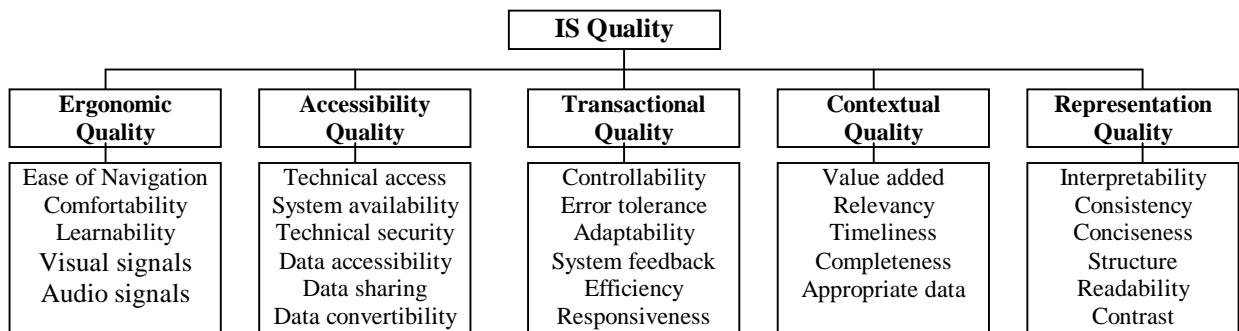 IS Quality
Ergonomic
Quality
Ease of Navigation
Comfortability
Learnability
Visual signals
Audio signals
Accessibility
Quality
Technical access
System availability
Technical security
Data accessibility
Data sharing
Data convertibility
Transactional
Quality
Controllability
Error tolerance
Adaptability
System feedback
Efficiency
Responsiveness
Contextual
Quality
Value added
Relevancy
Timeliness
Completeness
Appropriate data
Representation
Quality
Interpretability
Consistency
Conciseness
Structure
Readability
Contrast